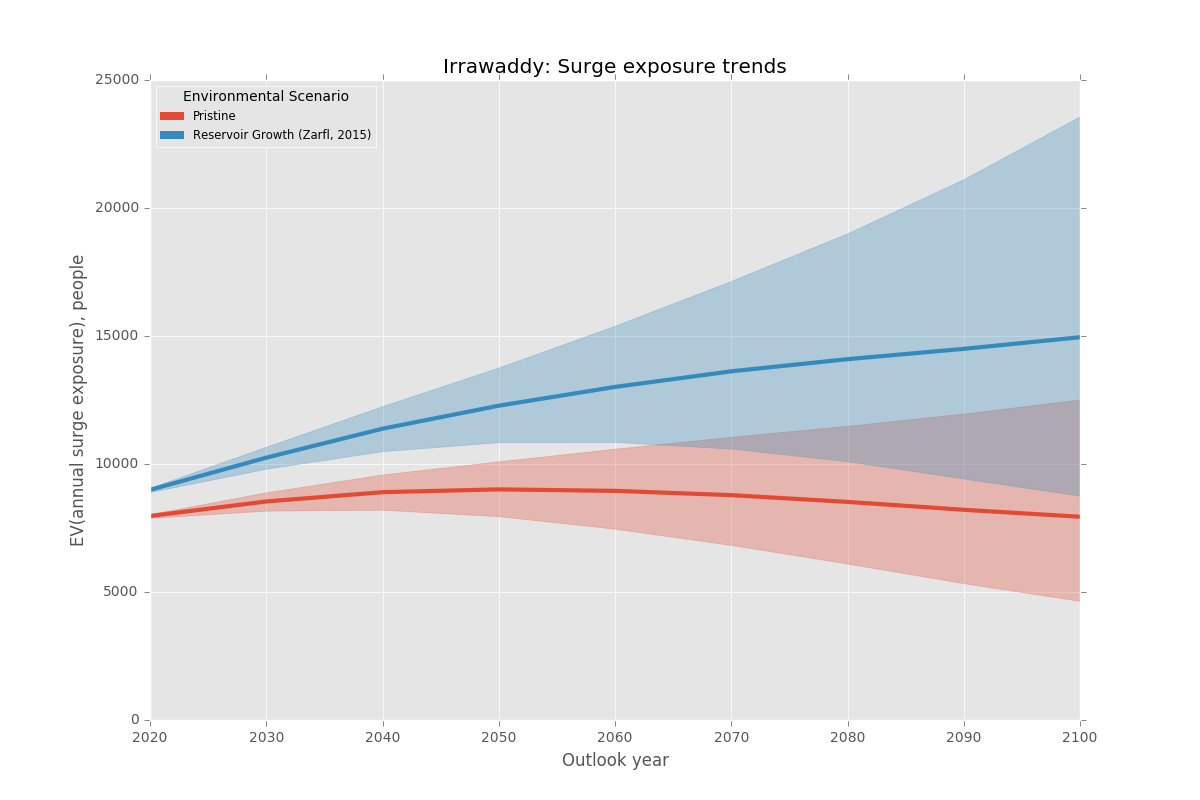 Irrawaddy: Surge exposure trends
Environmental Scenario
Pristine
Reservoir Growth (Zarfl, 2015)
EV(annual surge exposure), people
25000
20000
15000
10000
5000
0
2020 2030 2040 2050 2060 2070 2080 2090 2100
Outlook year